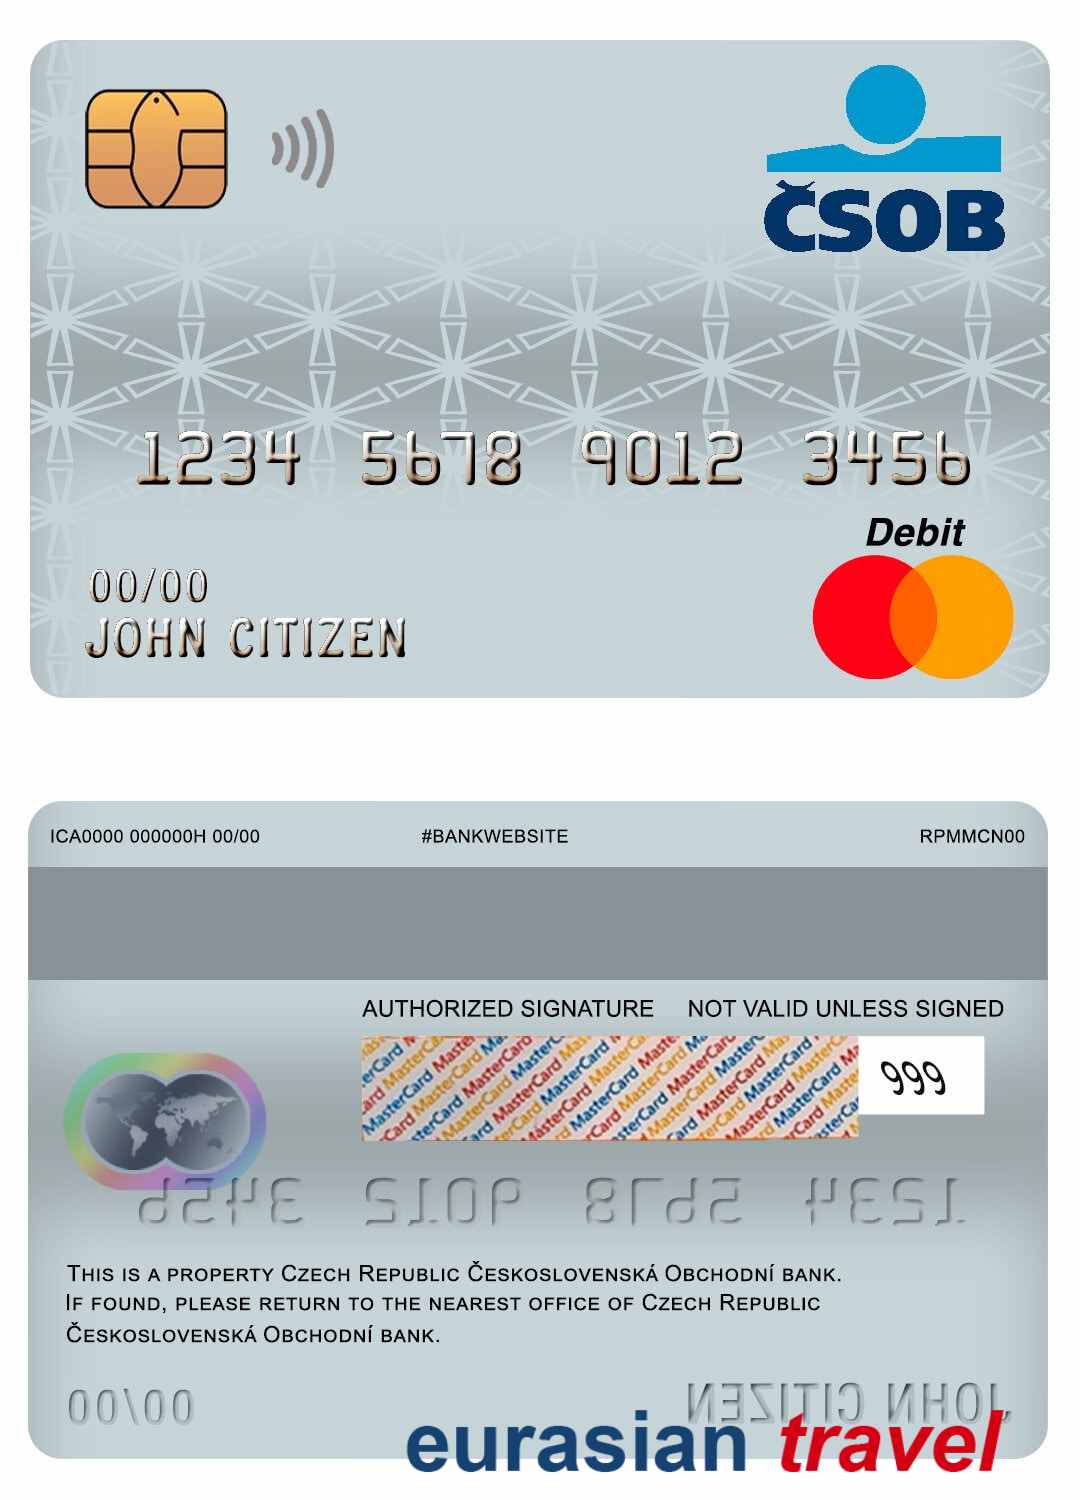 ČSOB
1234 5678 9012 3456
Debit
00/00
JOHN CITIZEN
ICA0000 000000H 00/00 #BANKWEBSITE RPMMCN00
AUTHORIZED SIGNATURE NOT VALID UNLESS SIGNED
MasterCard MasterCard MasterCard MasterCard MasterCard
999
1234 5678 9012 3456
THIS IS A PROPERTY CZECH REPUBLIC ČESKOSLOVENSKÁ OBCHODNÍ BANK.
IF FOUND, PLEASE RETURN TO THE NEAREST OFFICE OF CZECH REPUBLIC
ČESKOSLOVENSKÁ OBCHODNÍ BANK.
00/00 JOHN CITIZEN
eurasian travel